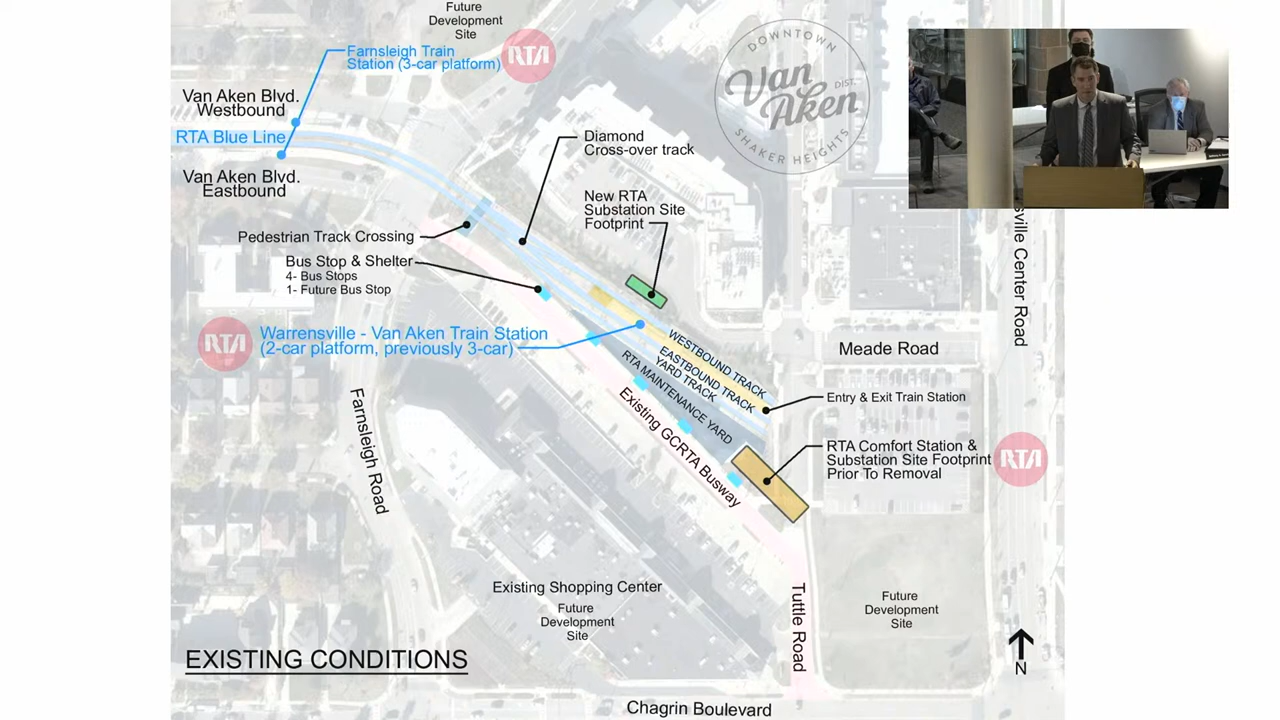 Future
Development
Site
Farnsleigh Train
Station (3-car platform)
RTA
DOWNTOWN
Van
Aken
DIST.
SHAKER HEIGHTS
Van Aken Blvd.
Westbound
RTA Blue Line
Van Aken Blvd.
Eastbound
Diamond
Cross-over track
New RTA
Substation Site
Footprint
Pedestrian Track Crossing
Bus Stop & Shelter
4- Bus Stops
1- Future Bus Stop
RTA
Warrensville - Van Aken Train Station
(2-car platform, previously 3-car)
WESTBOUND TRACK
EASTBOUND TRACK
YARD TRACK
RTA MAINTENANCE YARD
Existing GCRTA Busway
sville Center Road
Meade Road
Entry & Exit Train Station
RTA Comfort Station &
Substation Site Footprint
Prior To Removal
RTA
Farnsleigh Road
Existing Shopping Center
Future
Development
Site
Tuttle Road
Future
Development
Site
N
EXISTING CONDITIONS
Chagrin Boulevard